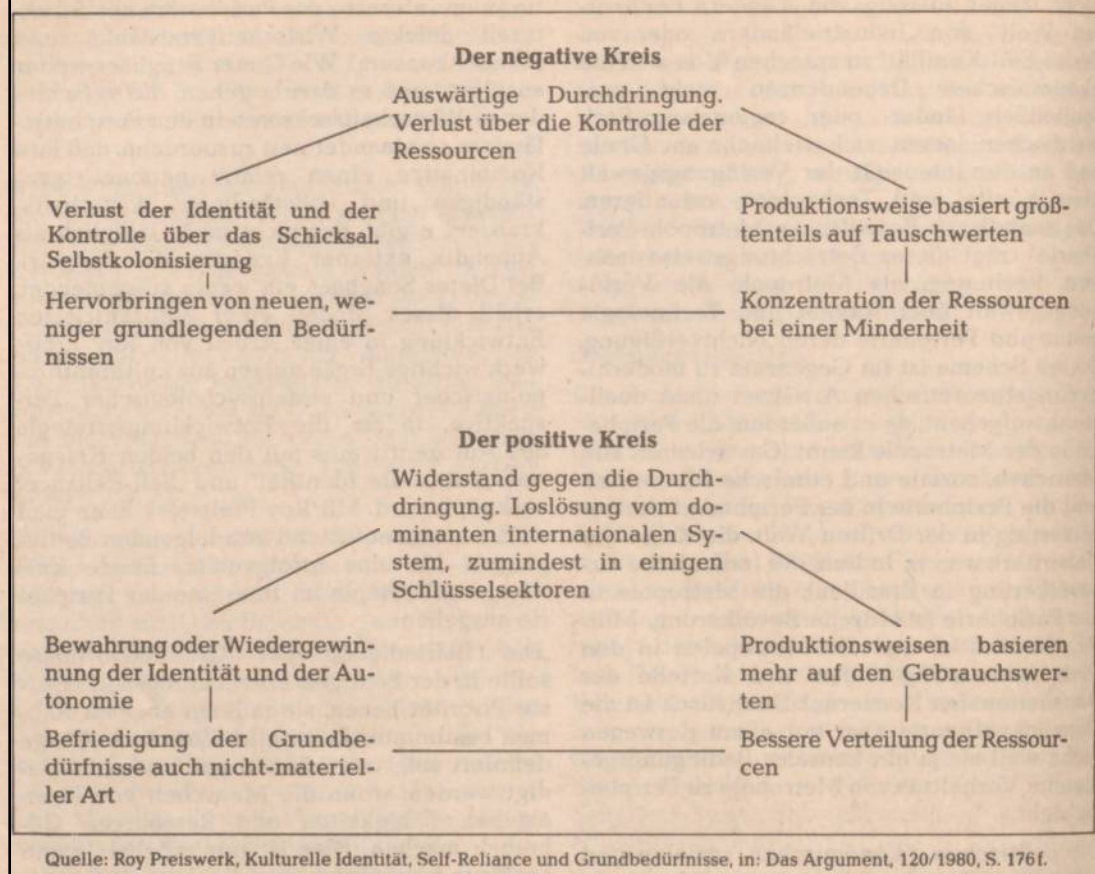 Der negative Kreis
Auswärtige Durchdringung.
Verlust über die Kontrolle der
Ressourcen
Verlust der Identität und der
Kontrolle über das Schicksal.
Selbstkolonisierung
Produktionsweise basiert größ-
tenteils auf Tauschwerten
Hervorbringen von neuen, we-
niger grundlegenden Bedürf-
nissen
Konzentration der Ressourcen
bei einer Minderheit
Der positive Kreis
Widerstand gegen die Durch-
dringung. Loslösung vom do-
minanten internationalen Sy-
stem, zumindest in einigen
Schlüsselsektoren
Bewahrung oder Wiedergewin-
nung der Identität und der Au-
tonomie
Produktionsweisen basieren
mehr auf den Gebrauchswer-
ten
Befriedigung der Grundbe-
dürfnisse auch nicht-materiel-
ler Art
Bessere Verteilung der Ressour-
cen
Quelle: Roy Preiswerk, Kulturelle Identität, Self-Reliance und Grundbedürfnisse, in: Das Argument, 120/1980, S. 176f.